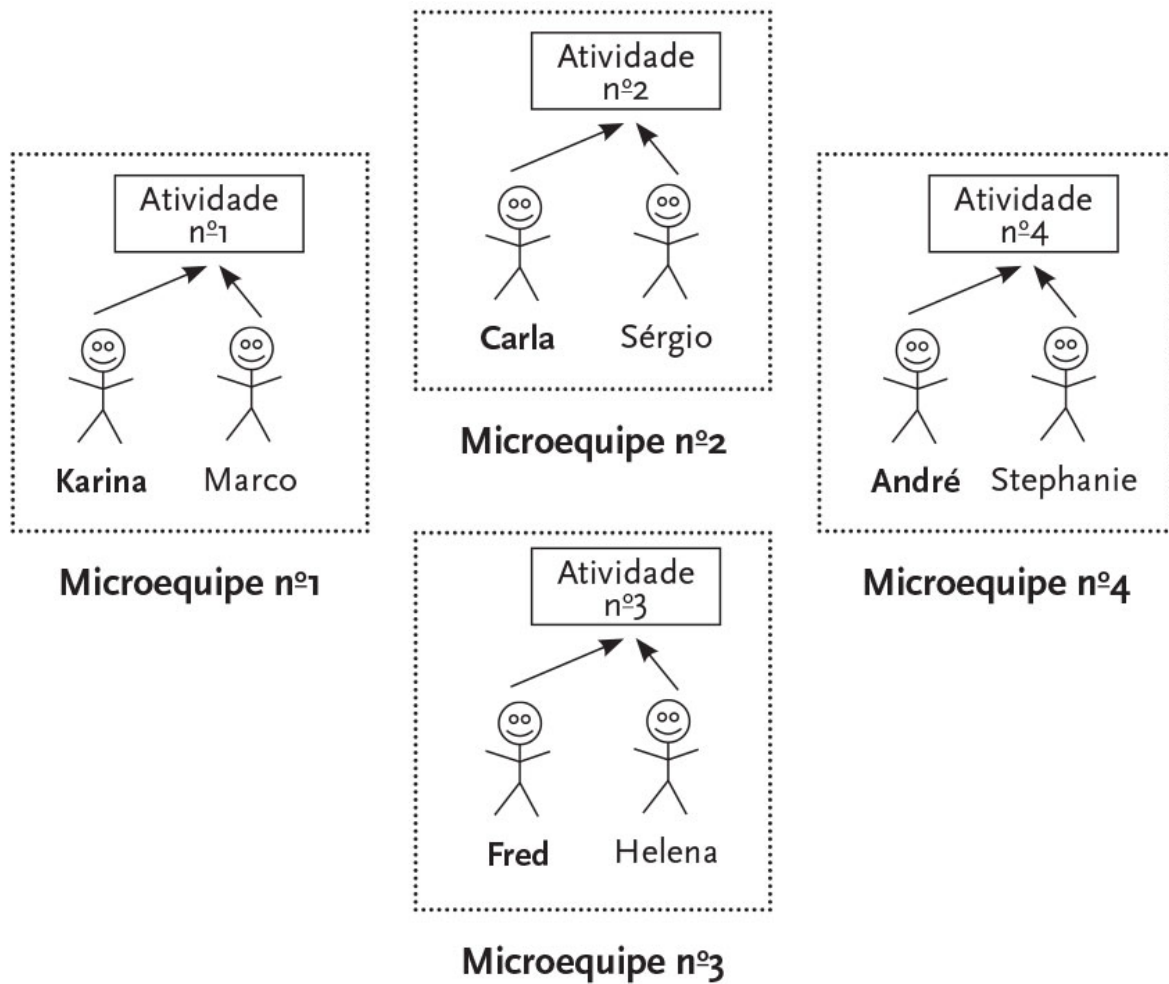 Atividade
nº1
Karina Marco
Microequipe nº1
Atividade
nº2
Carla Sérgio
Microequipe nº2
Atividade
nº3
Fred Helena
Microequipe nº3
Atividade
nº4
André Stephanie
Microequipe nº4